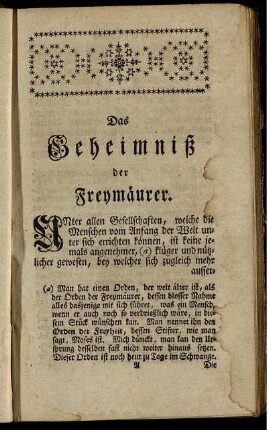 Das
Geheimniß
der
Freymäurer.
UNter allen Gesellschaften, welche die
Menschen vom Anfang der Welt un-
ter sich errichten können, ist keine je-
mals angenehmer, (a) klüger und nütz-
licher gewesen, bey welcher sich zugleich mehr
ausser-
(a) Man hat einen Orden, der weit älter ist, als
der Orden der Freymäurer, dessen blosser Nahme
alles dasjenige mit sich führet, was ein Mensch,
wenn er auch noch so verdrießlich wäre, in die-
sem Stück wünschen kan. Man nennet ihn den
Orden der Freyheit, dessen Stifter, wie man
sagt, Moses ist. Mich dünckt, man kan den Ur-
sprung desselben fast nicht weiter hinaus setzen.
Dieser Orden ist noch heut zu Tage im Schwange.
A Die